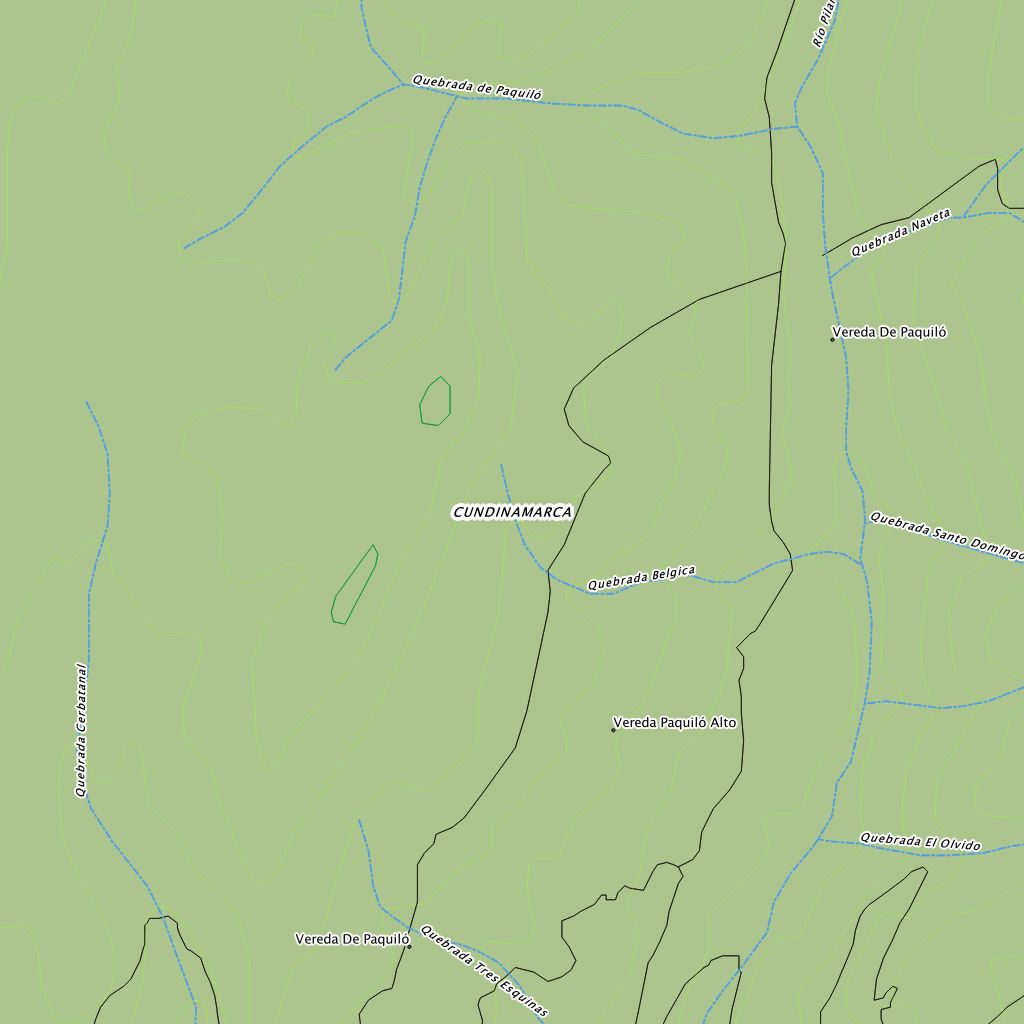 Río Pilar
Quebrada de Paquiló
Quebrada Naveta
Vereda De Paquiló
CUNDINAMARCA
Quebrada Santo Domingo
Quebrada Belgica
Quebrada Cerbatanal
Vereda Paquiló Alto
Quebrada El Olvido
Vereda De Paquiló
Quebrada Tres Esquinas